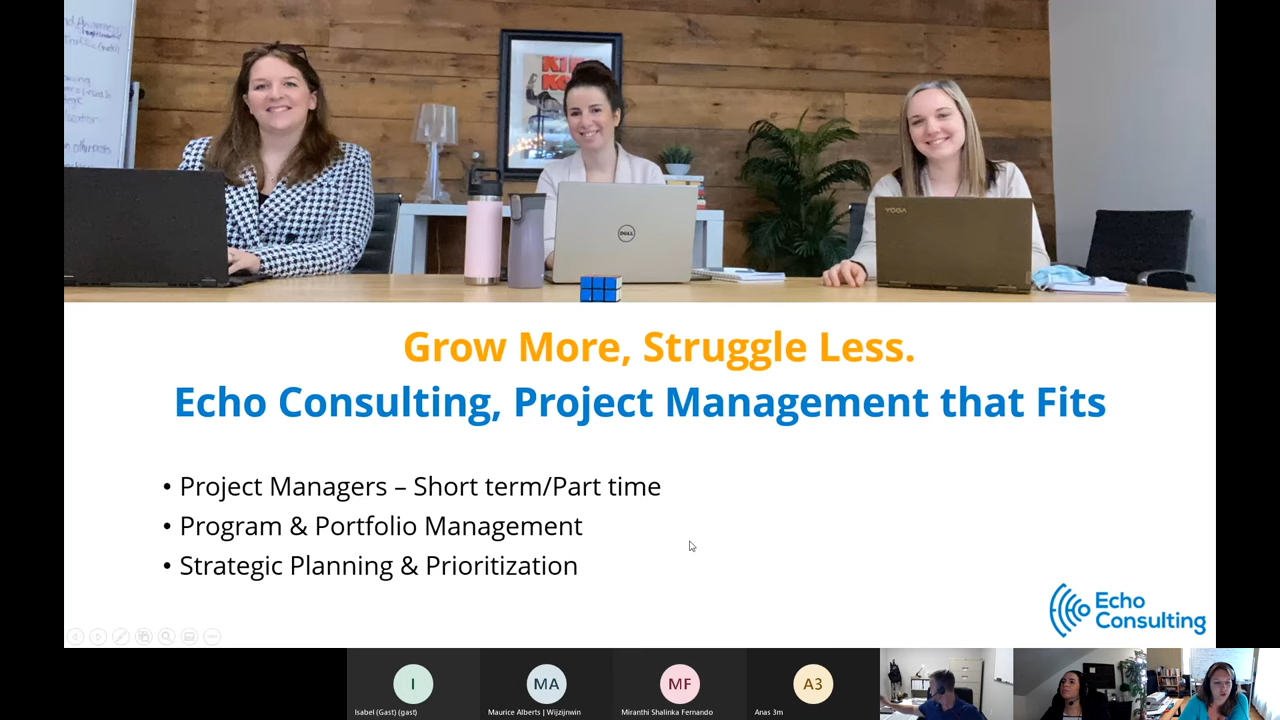 KING
KO
DELL
YOGA
Grow More, Struggle Less.
Echo Consulting, Project Management that Fits
• Project Managers – Short term/Part time
• Program & Portfolio Management
• Strategic Planning & Prioritization
Echo
Consulting
I
MA
MF
A3
Isabel (Gast) (gast)
Maurice Alberts | Wijzijnwin
Miranthi Shalinka Fernando
Anas 3m